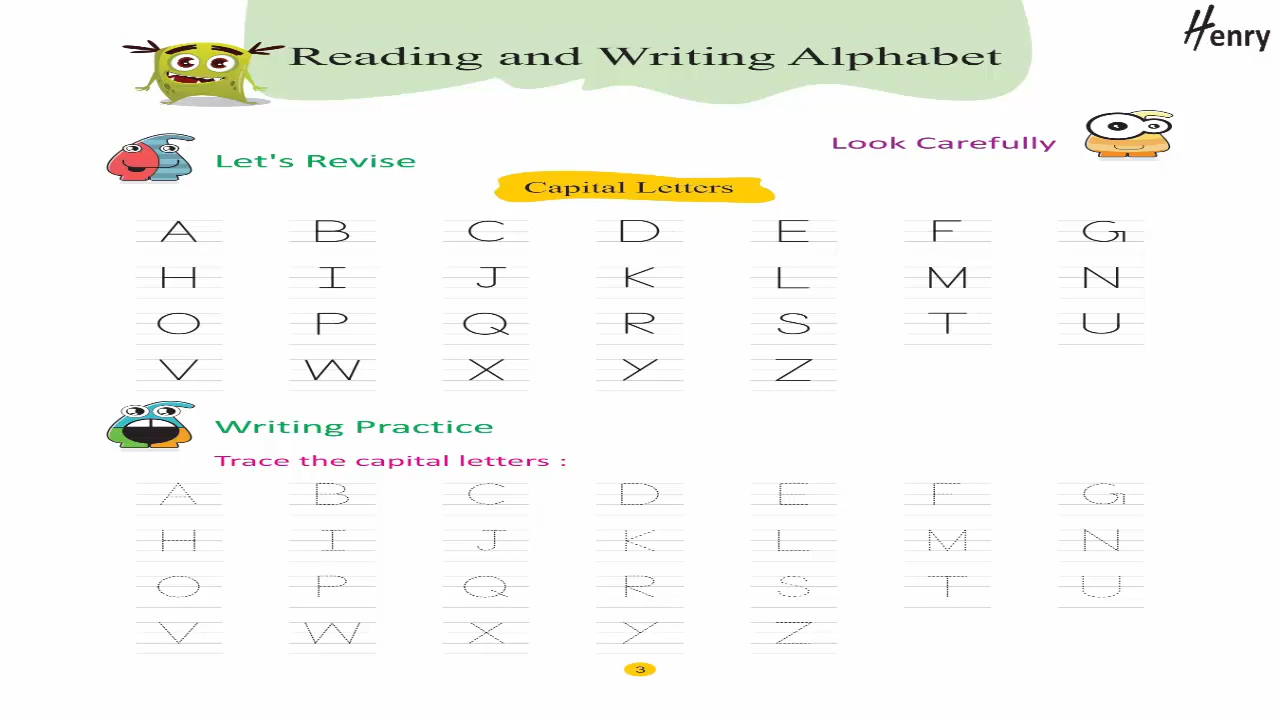 Henry
Reading and Writing Alphabet
Look Carefully
Let's Revise
Capital Letters
A B C D E F G
H I J K L M N
O P Q R S T U
V W X Y Z
Writing Practice
Trace the capital letters :
A B C D E F G
H I J K L M N
O P Q R S T U
V W X Y Z
3